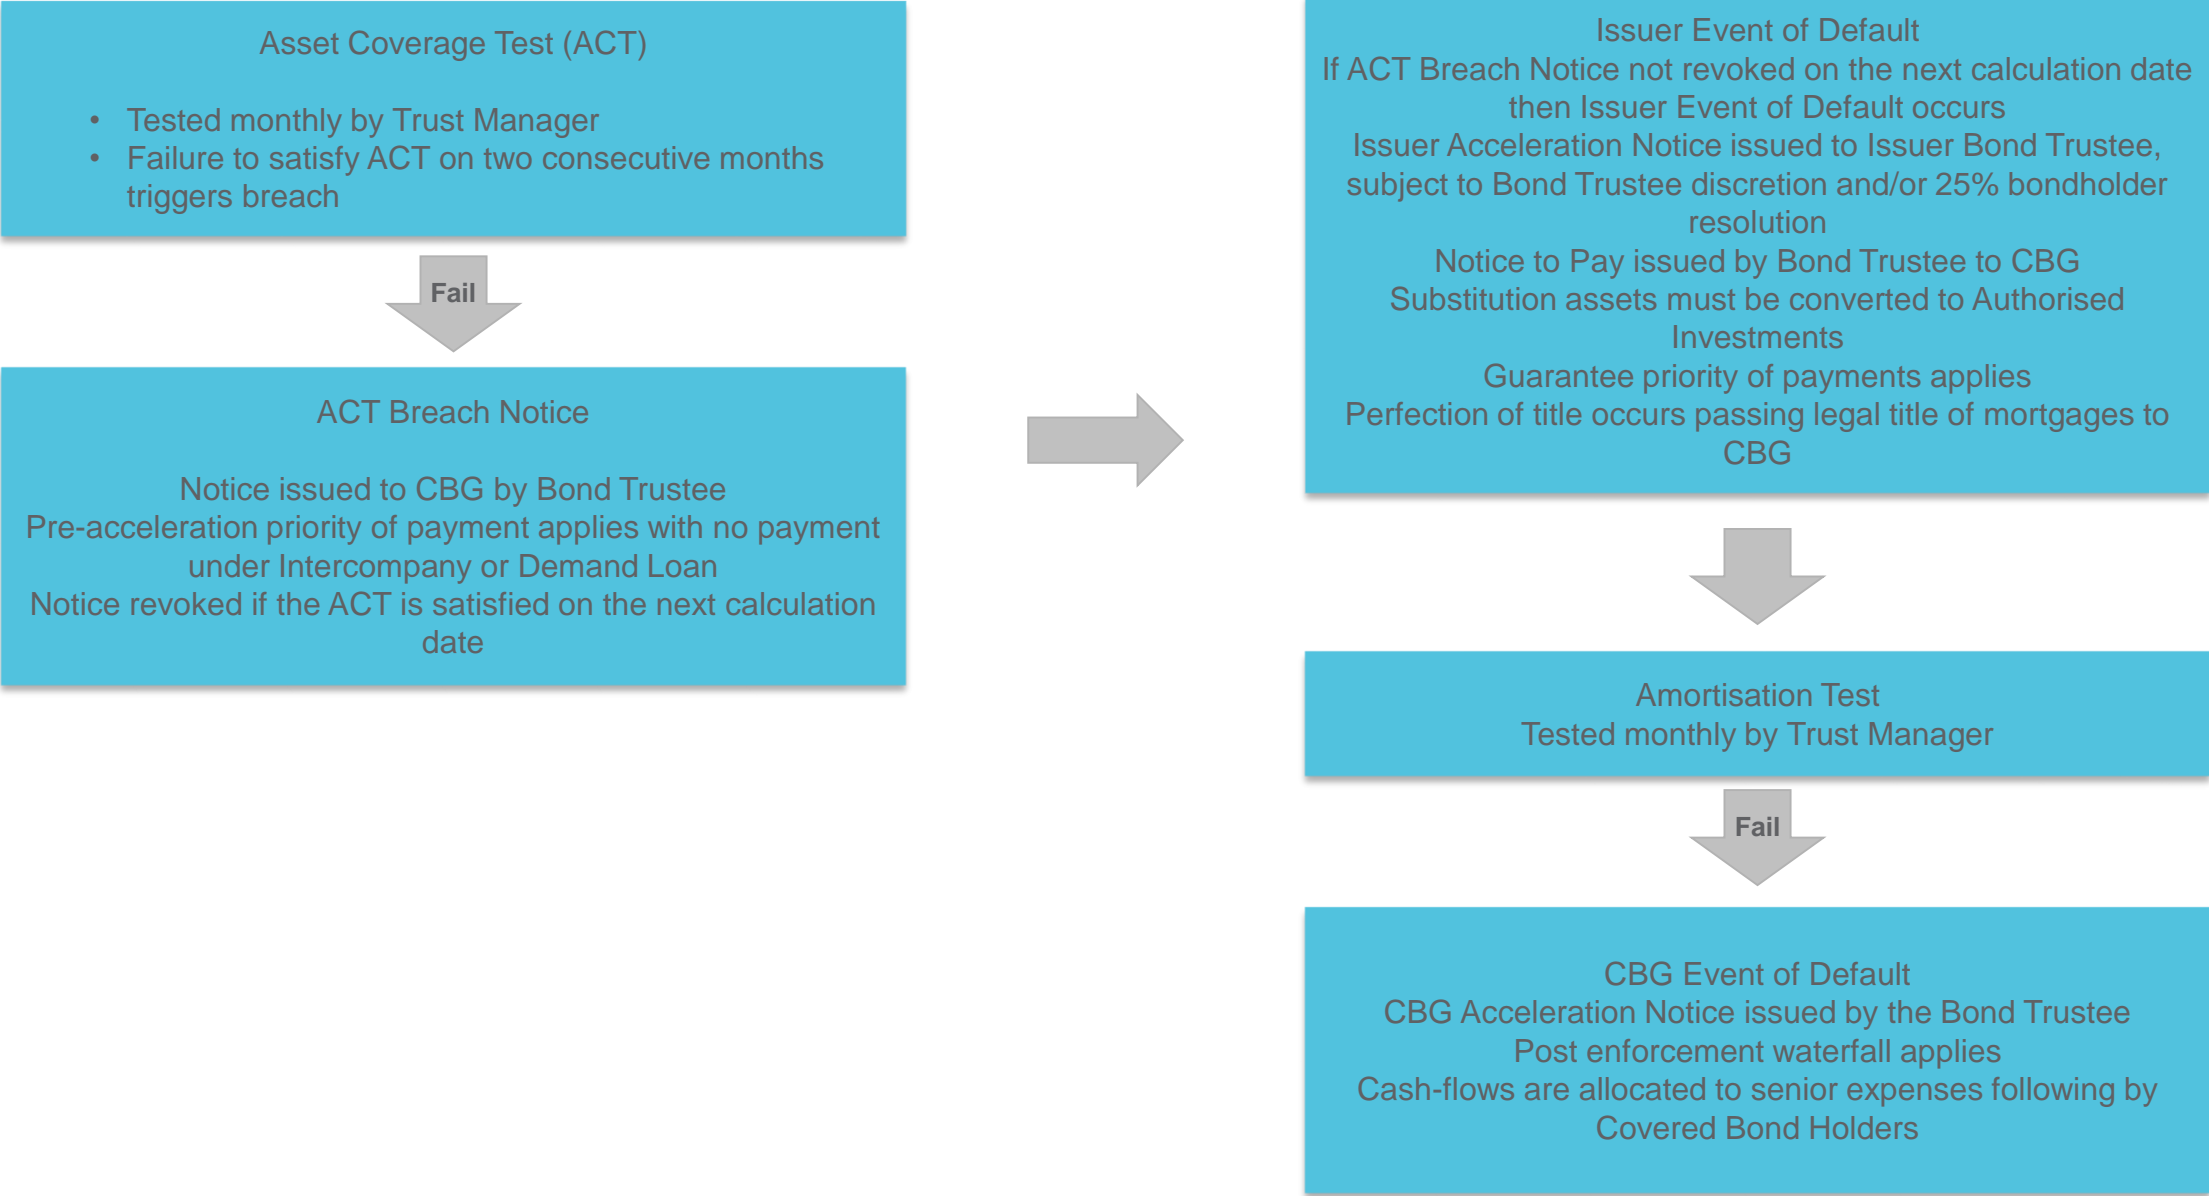 Asset Coverage Test (ACT)
• Tested monthly by Trust Manager
• Failure to satisfy ACT on two consecutive months
triggers breach
Fail
ACT Breach Notice
Notice issued to CBG by Bond Trustee
Pre-acceleration priority of payment applies with no payment
under Intercompany or Demand Loan
Notice revoked if the ACT is satisfied on the next calculation
date
Issuer Event of Default
If ACT Breach Notice not revoked on the next calculation date
then Issuer Event of Default occurs
Issuer Acceleration Notice issued to Issuer Bond Trustee,
subject to Bond Trustee discretion and/or 25% bondholder
resolution
Notice to Pay issued by Bond Trustee to CBG
Substitution assets must be converted to Authorised
Investments
Guarantee priority of payments applies
Perfection of title occurs passing legal title of mortgages to
CBG
Amortisation Test
Tested monthly by Trust Manager
Fail
CBG Event of Default
CBG Acceleration Notice issued by the Bond Trustee
Post enforcement waterfall applies
Cash-flows are allocated to senior expenses following by
Covered Bond Holders